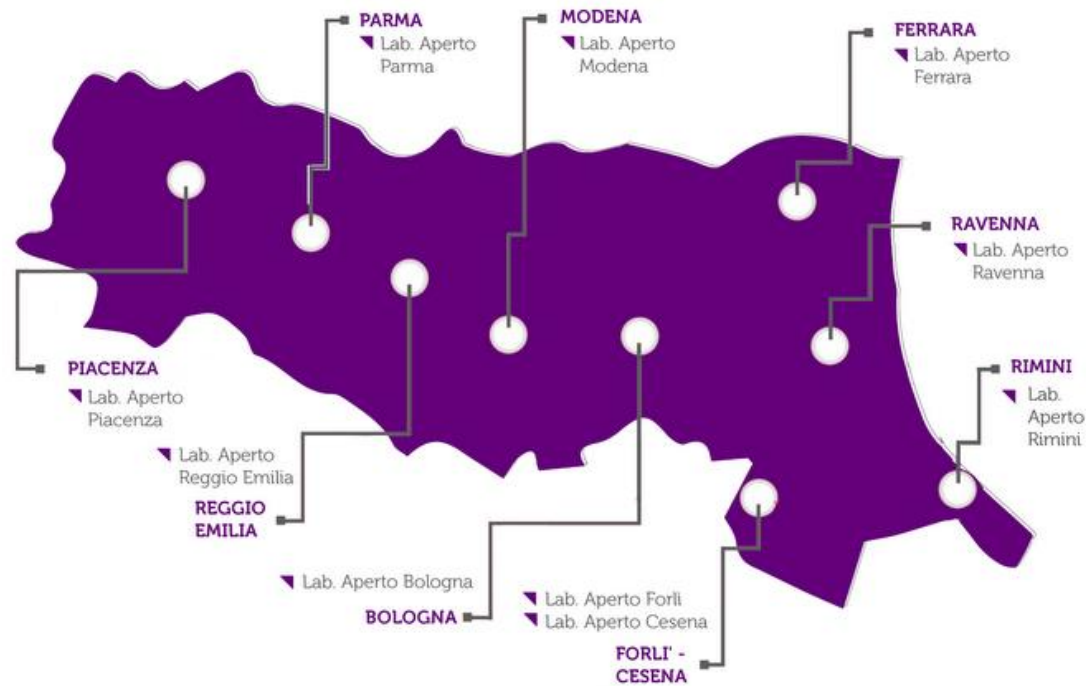 PARMA
Lab. Aperto
Parma
MODENA
Lab. Aperto
Modena
FERRARA
Lab. Aperto
Ferrara
RAVENNA
Lab. Aperto
Ravenna
PIACENZA
Lab. Aperto
Piacenza
RIMINI
Lab.
Aperto
Rimini
Lab. Aperto
Reggio Emilia
REGGIO
EMILIA
Lab. Aperto Bologna
BOLOGNA
Lab. Aperto Forlì
Lab. Aperto Cesena
FORLI' -
CESENA